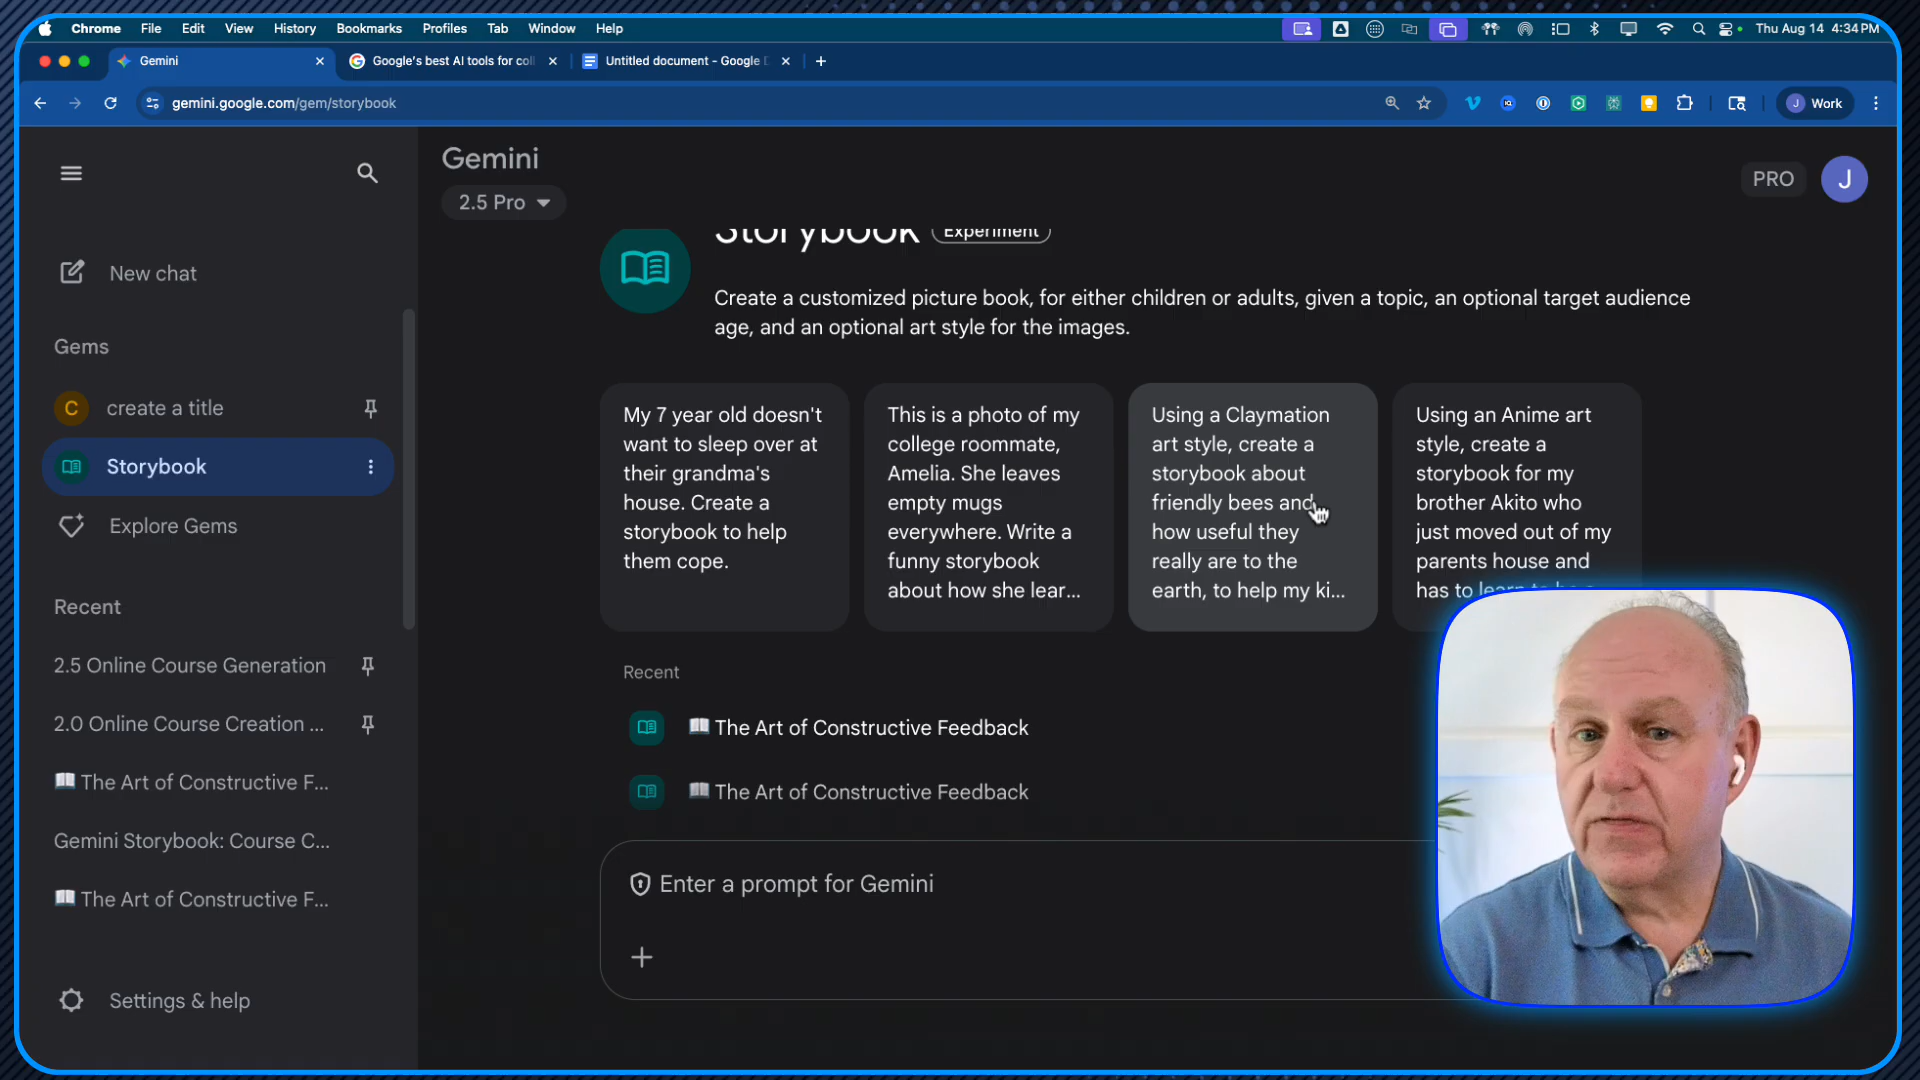 Chrome File Edit View History Bookmarks Profiles Tab Window Help
Thu Aug 14 4:34 PM
Gemini
Google's best AI tools for col
Untitled document - Google D
gemini.google.com/gem/storybook
J Work
Gemini
2.5 Pro
PRO
J
New chat
Gems
C create a title
Storybook
Explore Gems
Recent
2.5 Online Course Generation
2.0 Online Course Creation ...
The Art of Constructive F...
Gemini Storybook: Course C...
The Art of Constructive F...
Settings & help
Storybook Experiment
Create a customized picture book, for either children or adults, given a topic, an optional target audience
age, and an optional art style for the images.
My 7 year old doesn't
want to sleep over at
their grandma's
house. Create a
storybook to help
them cope.
This is a photo of my
college roommate,
Amelia. She leaves
empty mugs
everywhere. Write a
funny storybook
about how she lear...
Using a Claymation
art style, create a
storybook about
friendly bees and
how useful they
really are to the
earth, to help my ki...
Using an Anime art
style, create a
storybook for my
brother Akito who
just moved out of my
parents house and
has to learn to be a
Recent
The Art of Constructive Feedback
The Art of Constructive Feedback
Enter a prompt for Gemini